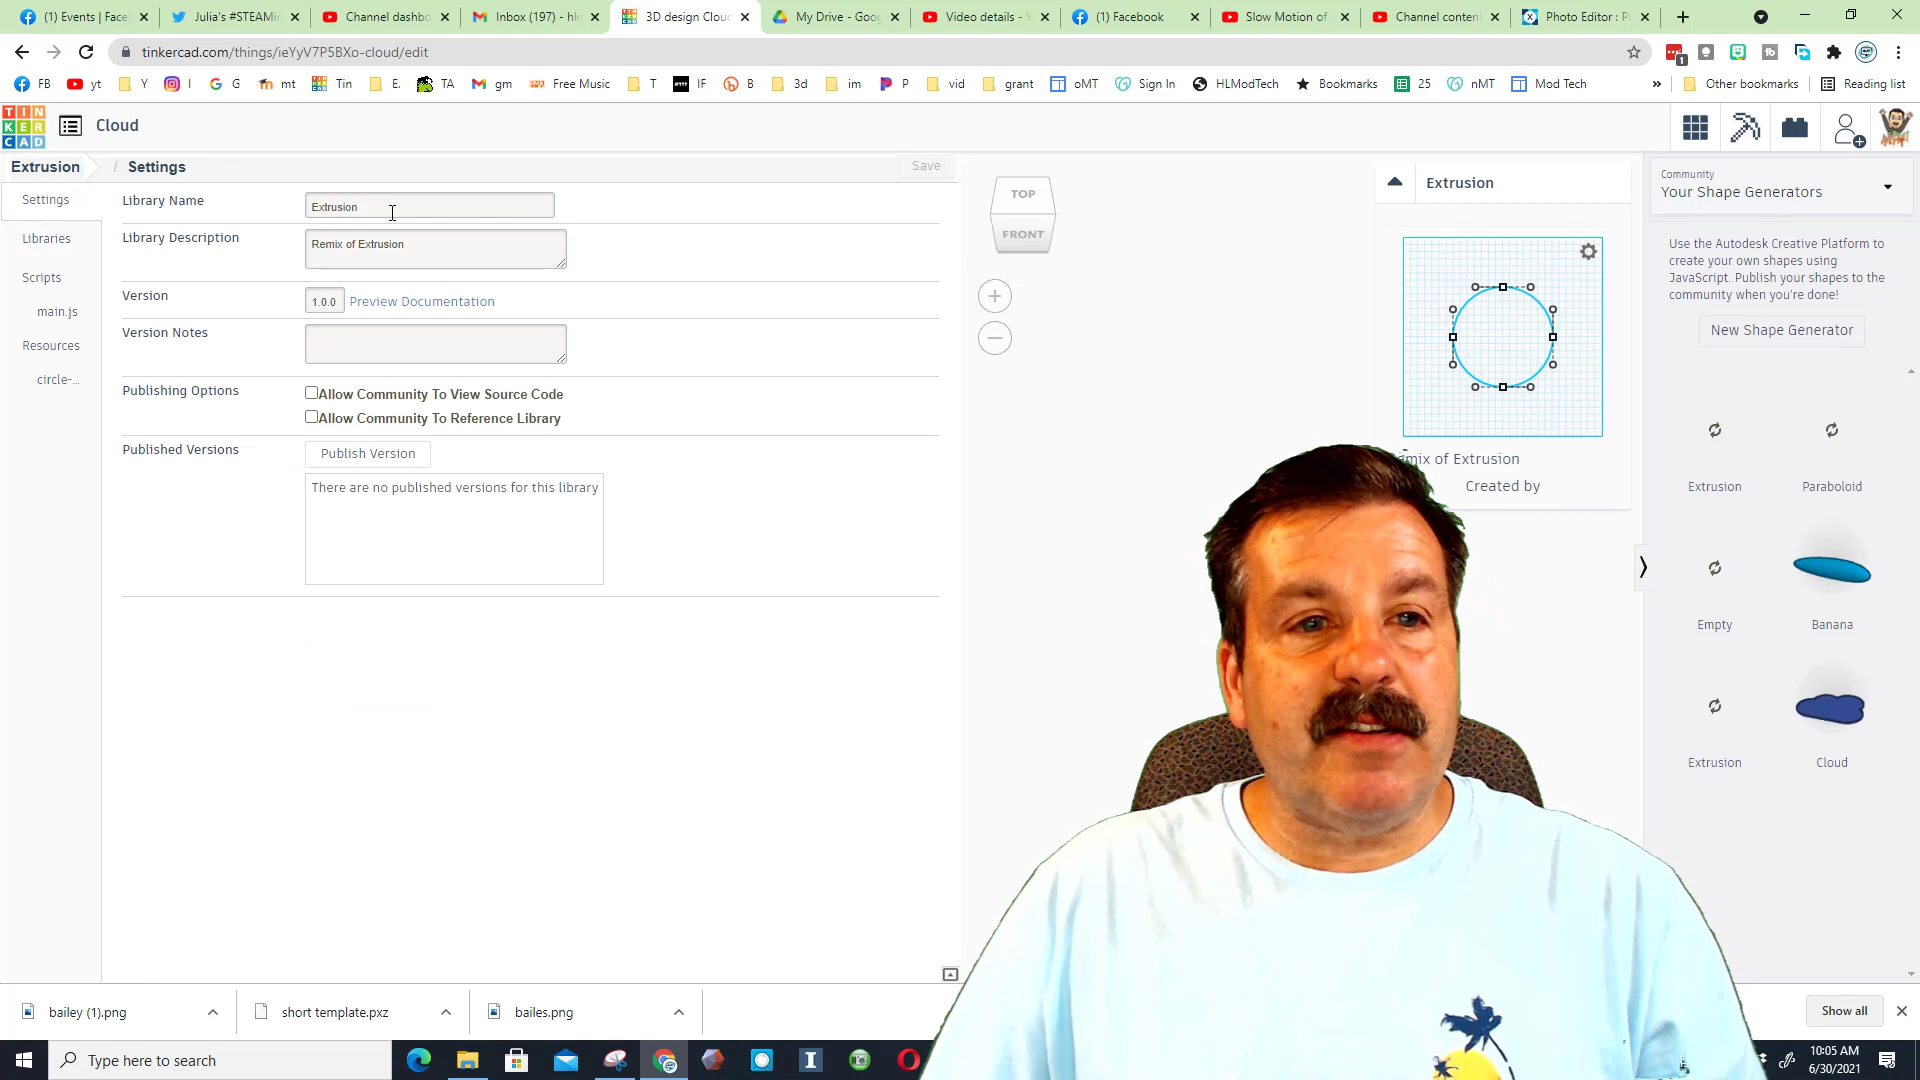 (1) Events | Face
Julia's #STEAMin
Channel dashbo
Inbox (197) - hln
3D design Clou
My Drive - Goo
Video details - Y
(1) Facebook
Slow Motion of
Channel conten
Photo Editor : P
tinkercad.com/things/ieYyV7P5BXo-cloud/edit
1
FB
yt
Y
I
G
mt
Tin
E.
TA
gm
Free Music
T
IF
B
3d
im
P
vid
grant
oMT
Sign In
HLModTech
Bookmarks
25
nMT
Mod Tech
»
Other bookmarks
Reading list
TIN
KER
CAD
Cloud
Extrusion
/ Settings
Save
Settings
Libraries
Scripts
main.js
Resources
circle-...
Library Name
Extrusion
Library Description
Remix of Extrusion
Version
1.0.0
Preview Documentation
Version Notes
Publishing Options
Allow Community To View Source Code
Allow Community To Reference Library
Published Versions
Publish Version
There are no published versions for this library
TOP
FRONT
Extrusion
mix of Extrusion
Created by
Community
Your Shape Generators
Use the Autodesk Creative Platform to
create your own shapes using
JavaScript. Publish your shapes to the
community when you're done!
New Shape Generator
Extrusion
Paraboloid
Empty
Banana
Extrusion
Cloud
bailey (1).png
short template.pxz
bailes.png
Show all
Type here to search
10:05 AM
6/30/2021